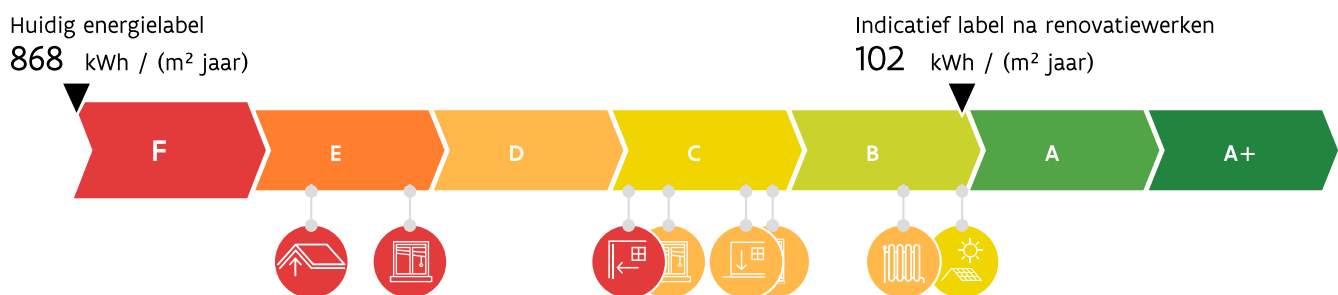 Huidig energielabel
868 kWh / (m² jaar)
Indicatief label na renovatiewerken
102 kWh / (m² jaar)
F E D C B A A+